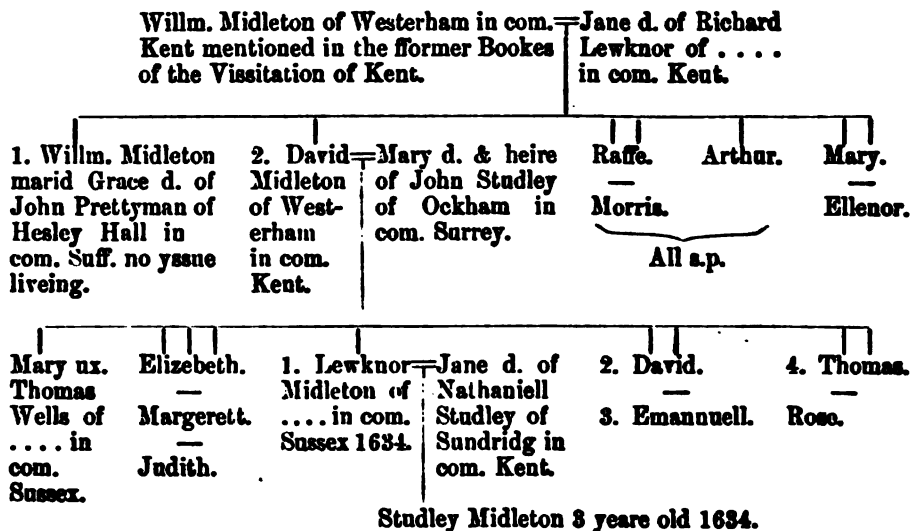 Willm. Midleton of Westerham in com.
Kent mentioned in the fformer Bookes
of the Vissitation of Kent.
Jane d. of Richard
Lewknor of . . . .
in com. Kent.
1. Willm. Midleton
marid Grace d. of
John Prettyman of
Hesley Hall in
com. Suff. no yssue
liveing.
2. David
Midleton
of West-
erham
in com.
Kent.
Mary d. & heire
of John Studley
of Ockham in
com. Surrey.
Raffe.
Morris.
Arthur.
All s.p.
Mary.
Ellenor.
Mary ux.
Thomas
Wells of
. . . . in
com.
Sussex.
Elizebeth.
Margerett.
Judith.
1. Lewknor
Midleton of
. . . . in com.
Sussex 1634.
Jane d. of
Nathaniell
Studley of
Sundridg in
com. Kent.
2. David.
3. Emannuell.
4. Thomas.
Rose.
Studley Midleton 3 yeare old 1634.